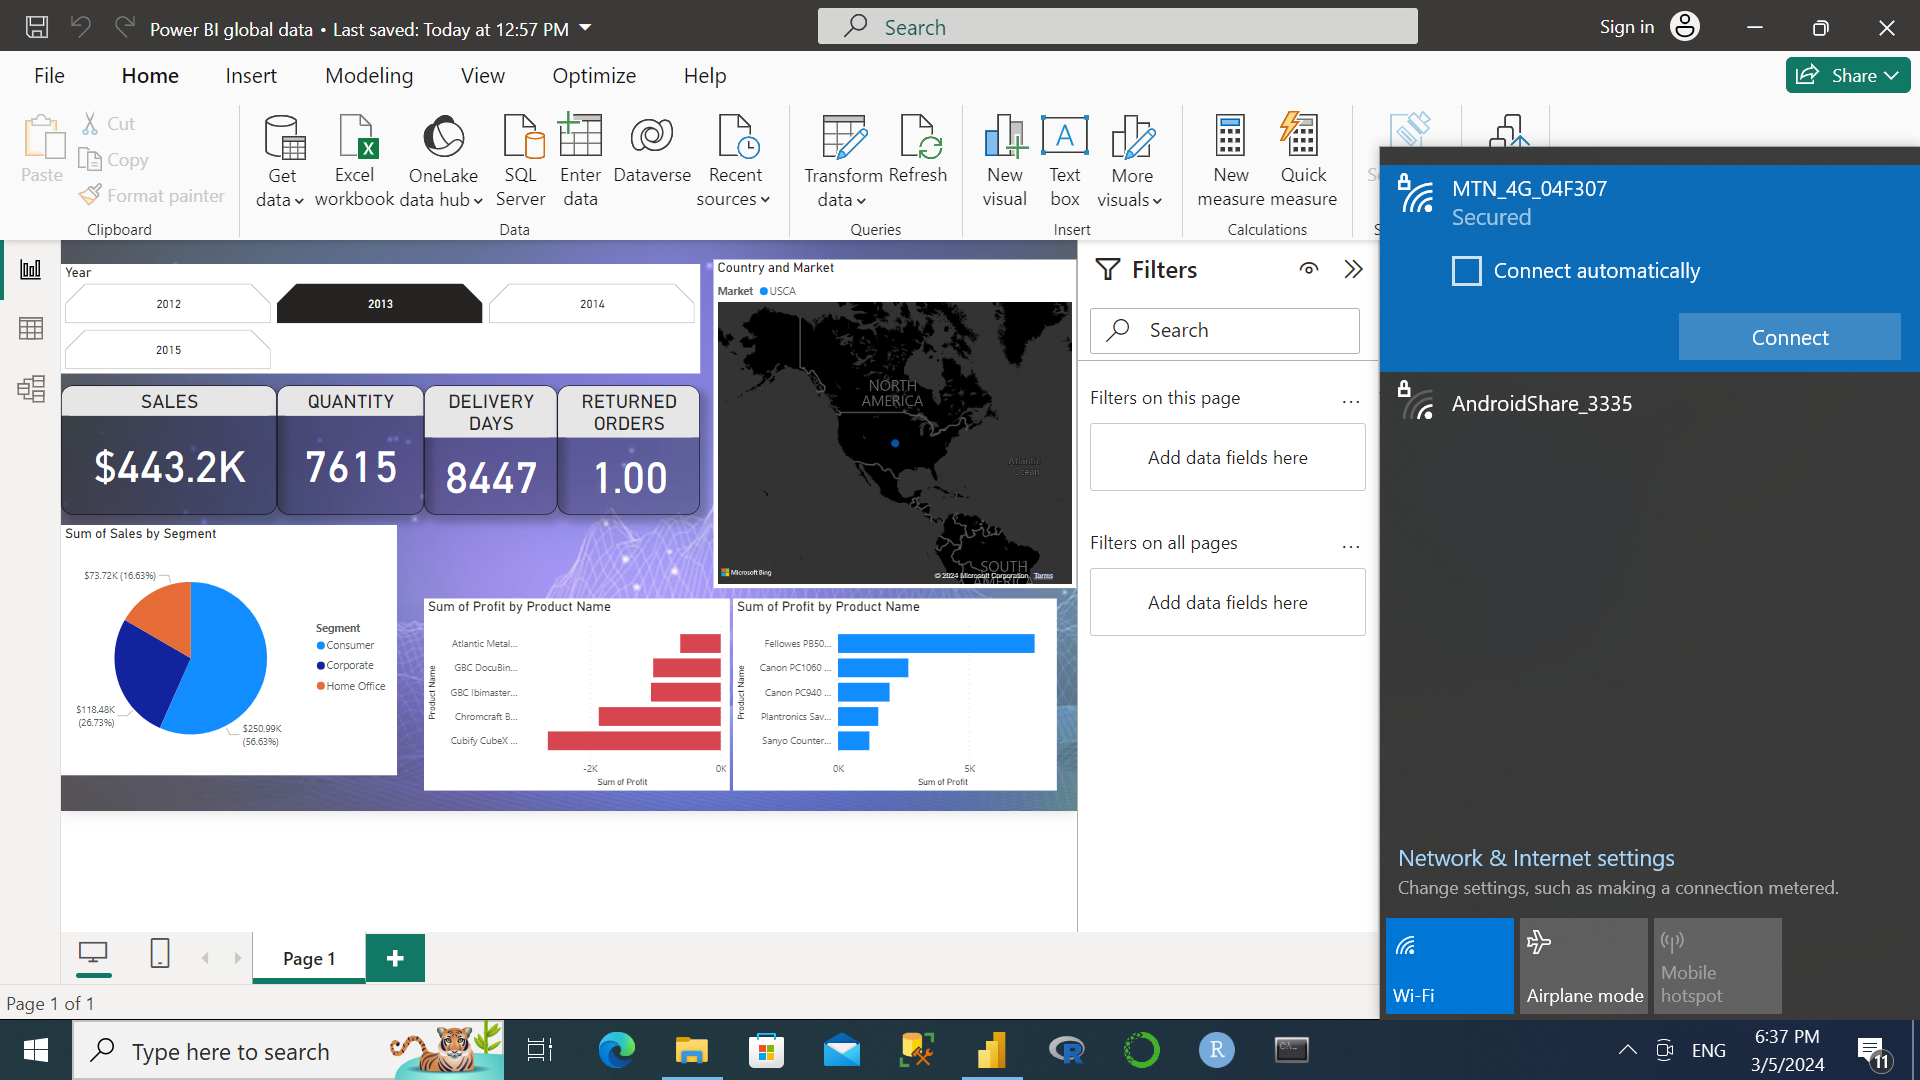 Power BI global data • Last saved: Today at 12:57 PM
Search
Sign in
File
Home
Insert
Modeling
View
Optimize
Help
Share
Paste
Cut
Copy
Format painter
Clipboard
Get data
Excel workbook
OneLake data hub
SQL Server
Enter data
Dataverse
Recent sources
Data
Transform data
Refresh
Queries
New visual
Text box
More visuals
Insert
New measure
Quick measure
Calculations
Year
2012
2013
2014
2015
SALES
$443.2K
QUANTITY
7615
DELIVERY DAYS
8447
RETURNED ORDERS
1.00
Country and Market
Market USCA
NORTH AMERICA
Atlantic Ocean
SOUTH AMERICA
Microsoft Bing
© 2024 Microsoft Corporation Terms
Sum of Sales by Segment
$73.72K (16.63%)
$118.48K
(26.73%)
$250.99K
(56.63%)
Segment
Consumer
Corporate
Home Office
Sum of Profit by Product Name
Product Name
Atlantic Metal...
GBC DocuBin...
GBC Ibimaster...
Chromcraft B...
Cubify CubeX ...
-2K
0K
Sum of Profit
Sum of Profit by Product Name
Product Name
Fellowes PB50...
Canon PC1060 ...
Canon PC940 ...
Plantronics Sav...
Sanyo Counter...
0K
5K
Sum of Profit
Filters
Search
Filters on this page
...
Add data fields here
Filters on all pages
...
Add data fields here
MTN_4G_04F307
Secured
Connect automatically
Connect
AndroidShare_3335
Network & Internet settings
Change settings, such as making a connection metered.
Wi-Fi
Airplane mode
Mobile hotspot
Page 1
Page 1 of 1
Type here to search
ENG
6:37 PM
3/5/2024
11